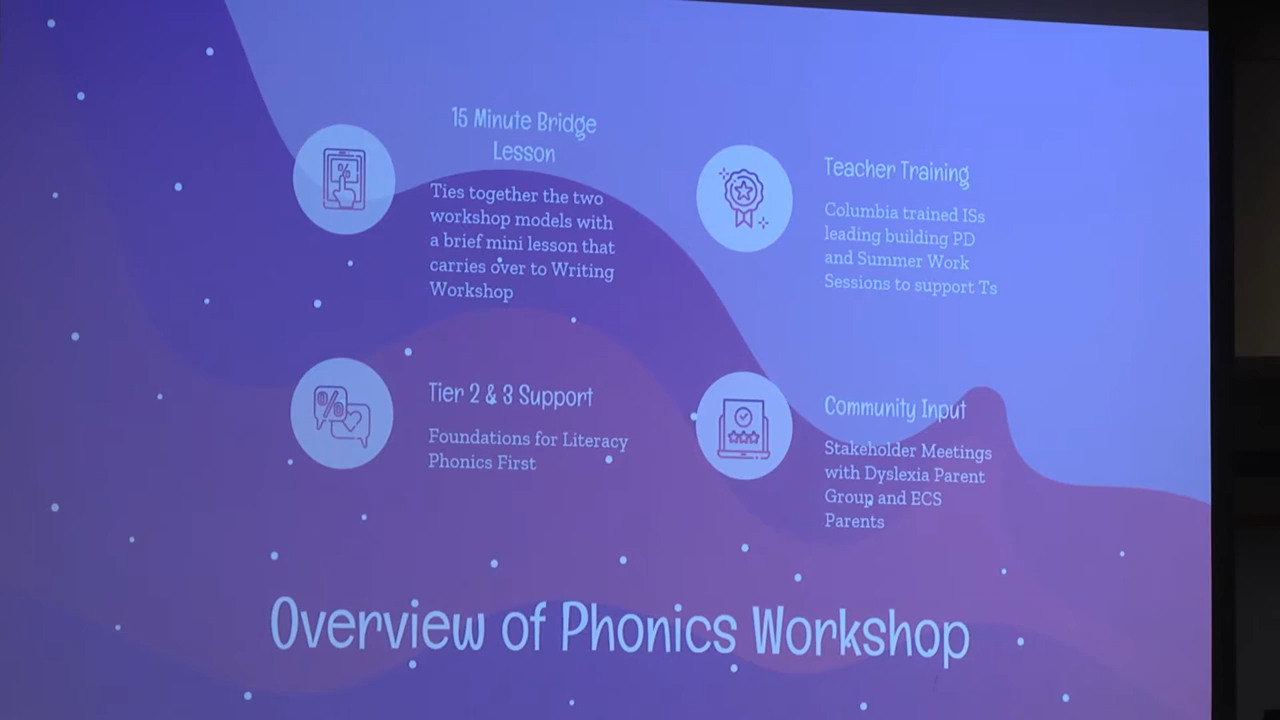 15 Minute Bridge
Lesson
Ties together the two
workshop models with
a brief mini lesson that
carries over to Writing
Workshop
Teacher Training
Columbia trained ISs
leading building PD
and Summer Work
Sessions to support Ts
Tier 2 & 3 Support
Foundations for Literacy
Phonics First
Community Input
Stakeholder Meetings
with Dyslexia Parent
Group and ECS
Parents
Overview of Phonics Workshop
%
%